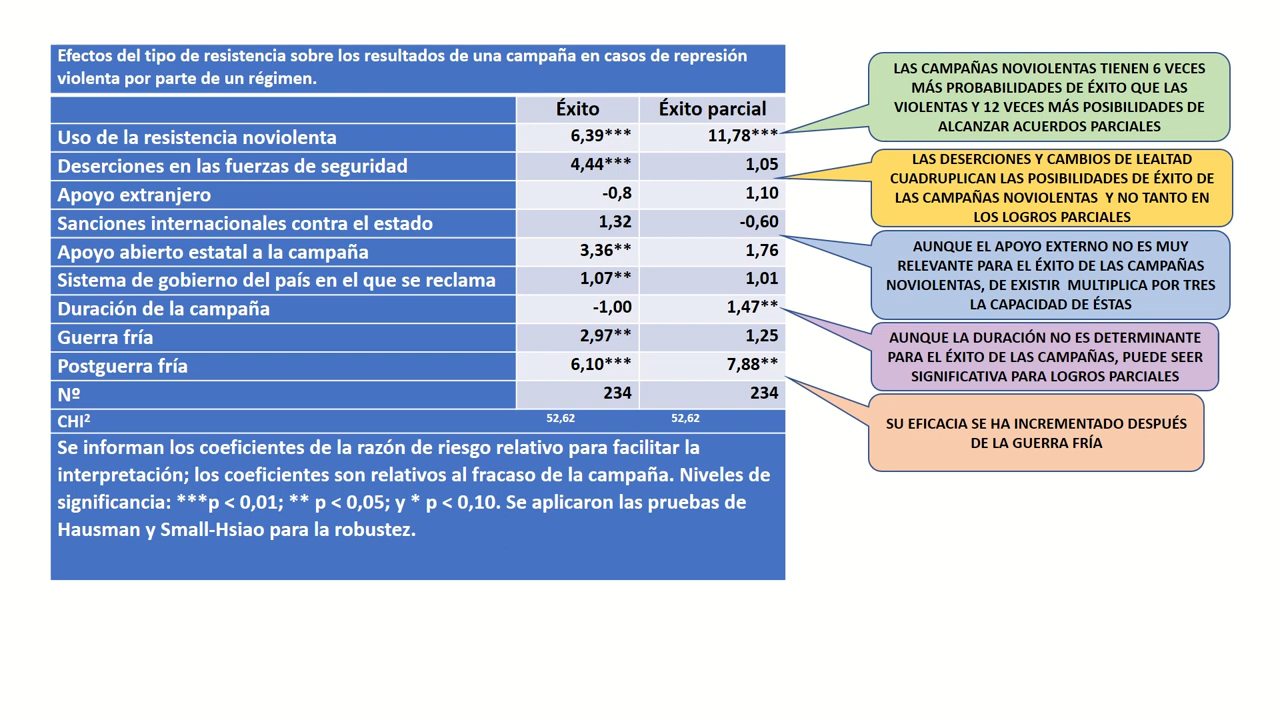 Efectos del tipo de resistencia sobre los resultados de una campaña en casos de represión
violenta por parte de un régimen.
Éxito Éxito parcial
Uso de la resistencia noviolenta 6,39*** 11,78***
Deserciones en las fuerzas de seguridad 4,44*** 1,05
Apoyo extranjero -0,8 1,10
Sanciones internacionales contra el estado 1,32 -0,60
Apoyo abierto estatal a la campaña 3,36** 1,76
Sistema de gobierno del país en el que se reclama 1,07** 1,01
Duración de la campaña -1,00 1,47**
Guerra fría 2,97** 1,25
Postguerra fría 6,10*** 7,88**
Nº 234 234
CHI² 52,62 52,62
Se informan los coeficientes de la razón de riesgo relativo para facilitar la
interpretación; los coeficientes son relativos al fracaso de la campaña. Niveles de
significancia: ***p < 0,01; ** p < 0,05; y * p < 0,10. Se aplicaron las pruebas de
Hausman y Small-Hsiao para la robustez.
LAS CAMPAÑAS NOVIOLENTAS TIENEN 6 VECES
MÁS PROBABILIDADES DE ÉXITO QUE LAS
VIOLENTAS Y 12 VECES MÁS POSIBILIDADES DE
ALCANZAR ACUERDOS PARCIALES
LAS DESERCIONES Y CAMBIOS DE LEALTAD
CUADRUPLICAN LAS POSIBILIDADES DE ÉXITO DE
LAS CAMPAÑAS NOVIOLENTAS Y NO TANTO EN
LOS LOGROS PARCIALES
AUNQUE EL APOYO EXTERNO NO ES MUY
RELEVANTE PARA EL ÉXITO DE LAS CAMPAÑAS
NOVIOLENTAS, DE EXISTIR MULTIPLICA POR TRES
LA CAPACIDAD DE ÉSTAS
AUNQUE LA DURACIÓN NO ES DETERMINANTE
PARA EL ÉXITO DE LAS CAMPAÑAS, PUEDE SEER
SIGNIFICATIVA PARA LOGROS PARCIALES
SU EFICACIA SE HA INCREMENTADO DESPUÉS
DE LA GUERRA FRÍA